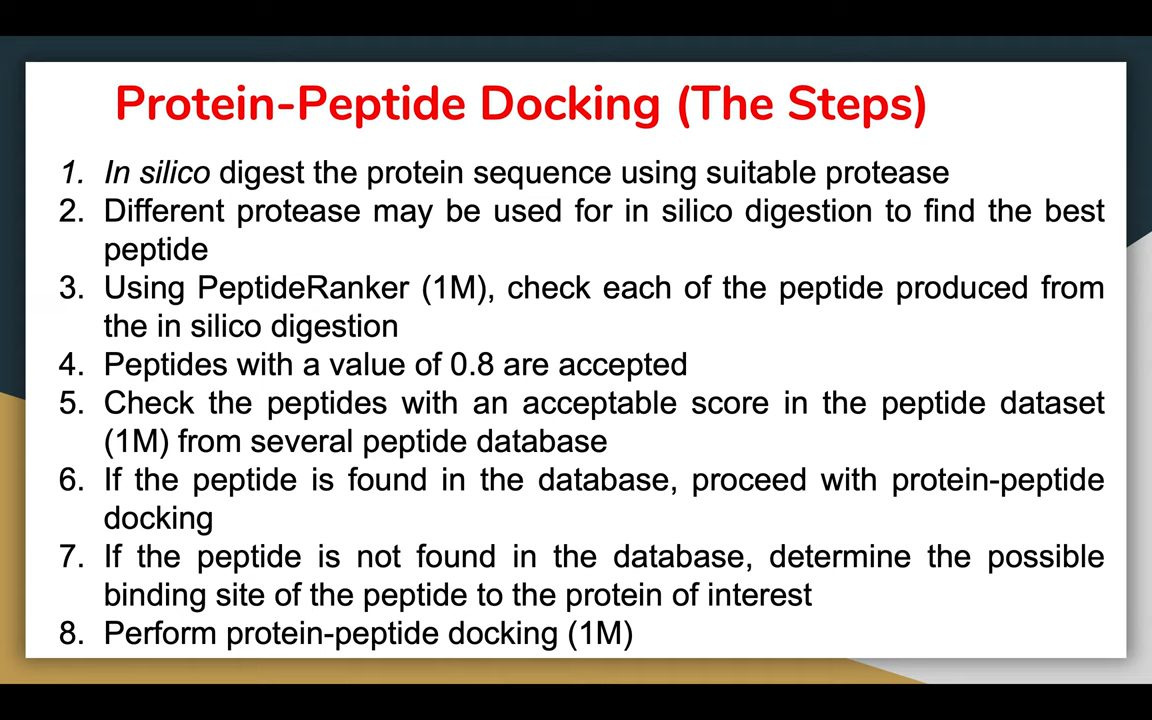 Protein-Peptide Docking (The Steps)
1. In silico digest the protein sequence using suitable protease
2. Different protease may be used for in silico digestion to find the best
peptide
3. Using PeptideRanker (1M), check each of the peptide produced from
the in silico digestion
4. Peptides with a value of 0.8 are accepted
5. Check the peptides with an acceptable score in the peptide dataset
(1M) from several peptide database
6. If the peptide is found in the database, proceed with protein-peptide
docking
7. If the peptide is not found in the database, determine the possible
binding site of the peptide to the protein of interest
8. Perform protein-peptide docking (1M)